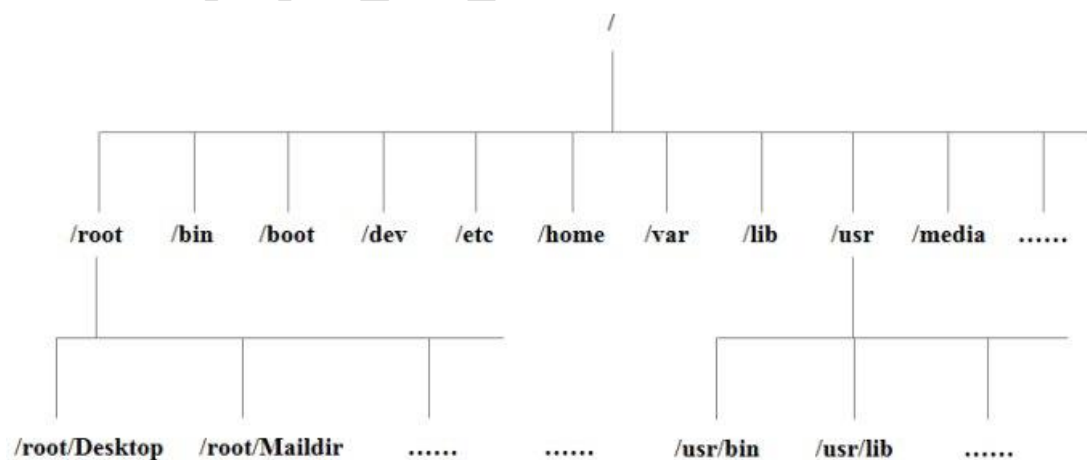 /
/root /bin /boot /dev /etc /home /var /lib /usr /media ……
/root/Desktop /root/Maildir …… …… /usr/bin /usr/lib ……